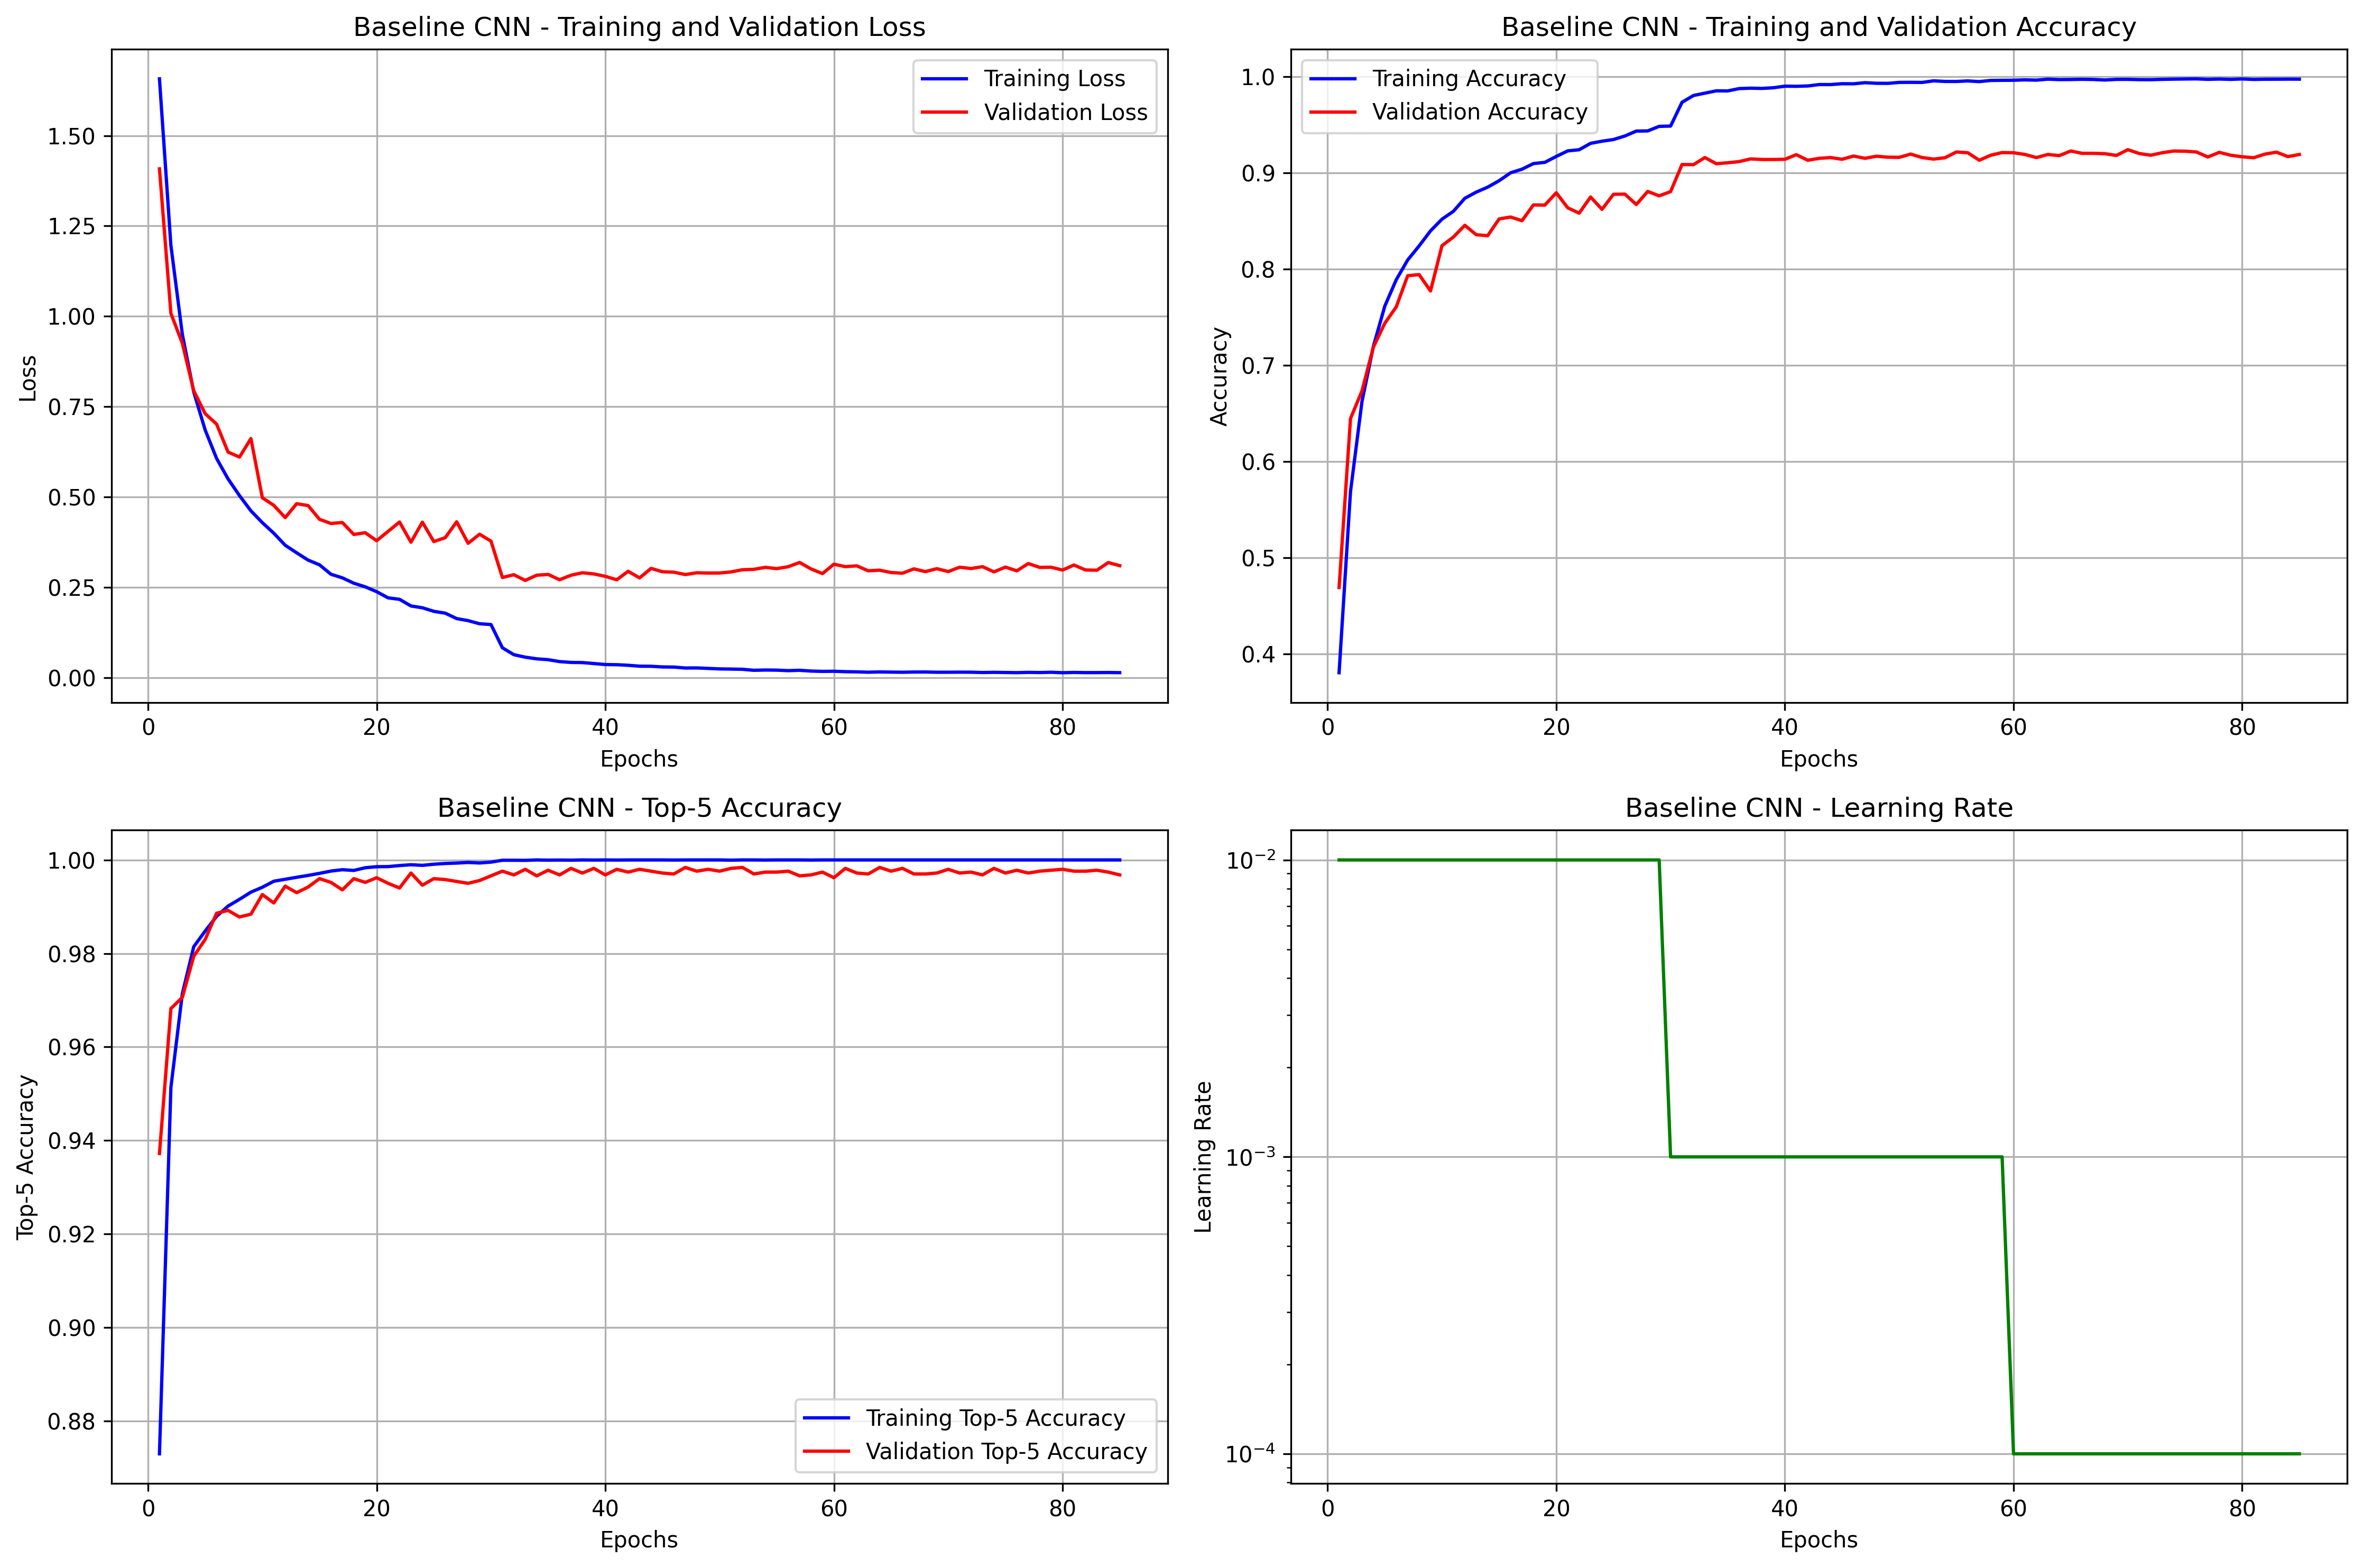 Baseline CNN - Training and Validation Loss
Training Loss
Validation Loss
1.50
1.25
1.00
0.75
0.50
0.25
0.00
Loss
0 20 40 60 80
Epochs
Baseline CNN - Training and Validation Accuracy
Training Accuracy
Validation Accuracy
1.0
0.9
0.8
0.7
0.6
0.5
0.4
Accuracy
0 20 40 60 80
Epochs
Baseline CNN - Top-5 Accuracy
1.00
0.98
0.96
0.94
0.92
0.90
0.88
Top-5 Accuracy
Training Top-5 Accuracy
Validation Top-5 Accuracy
0 20 40 60 80
Epochs
Baseline CNN - Learning Rate
10⁻²
10⁻³
10⁻⁴
Learning Rate
0 20 40 60 80
Epochs